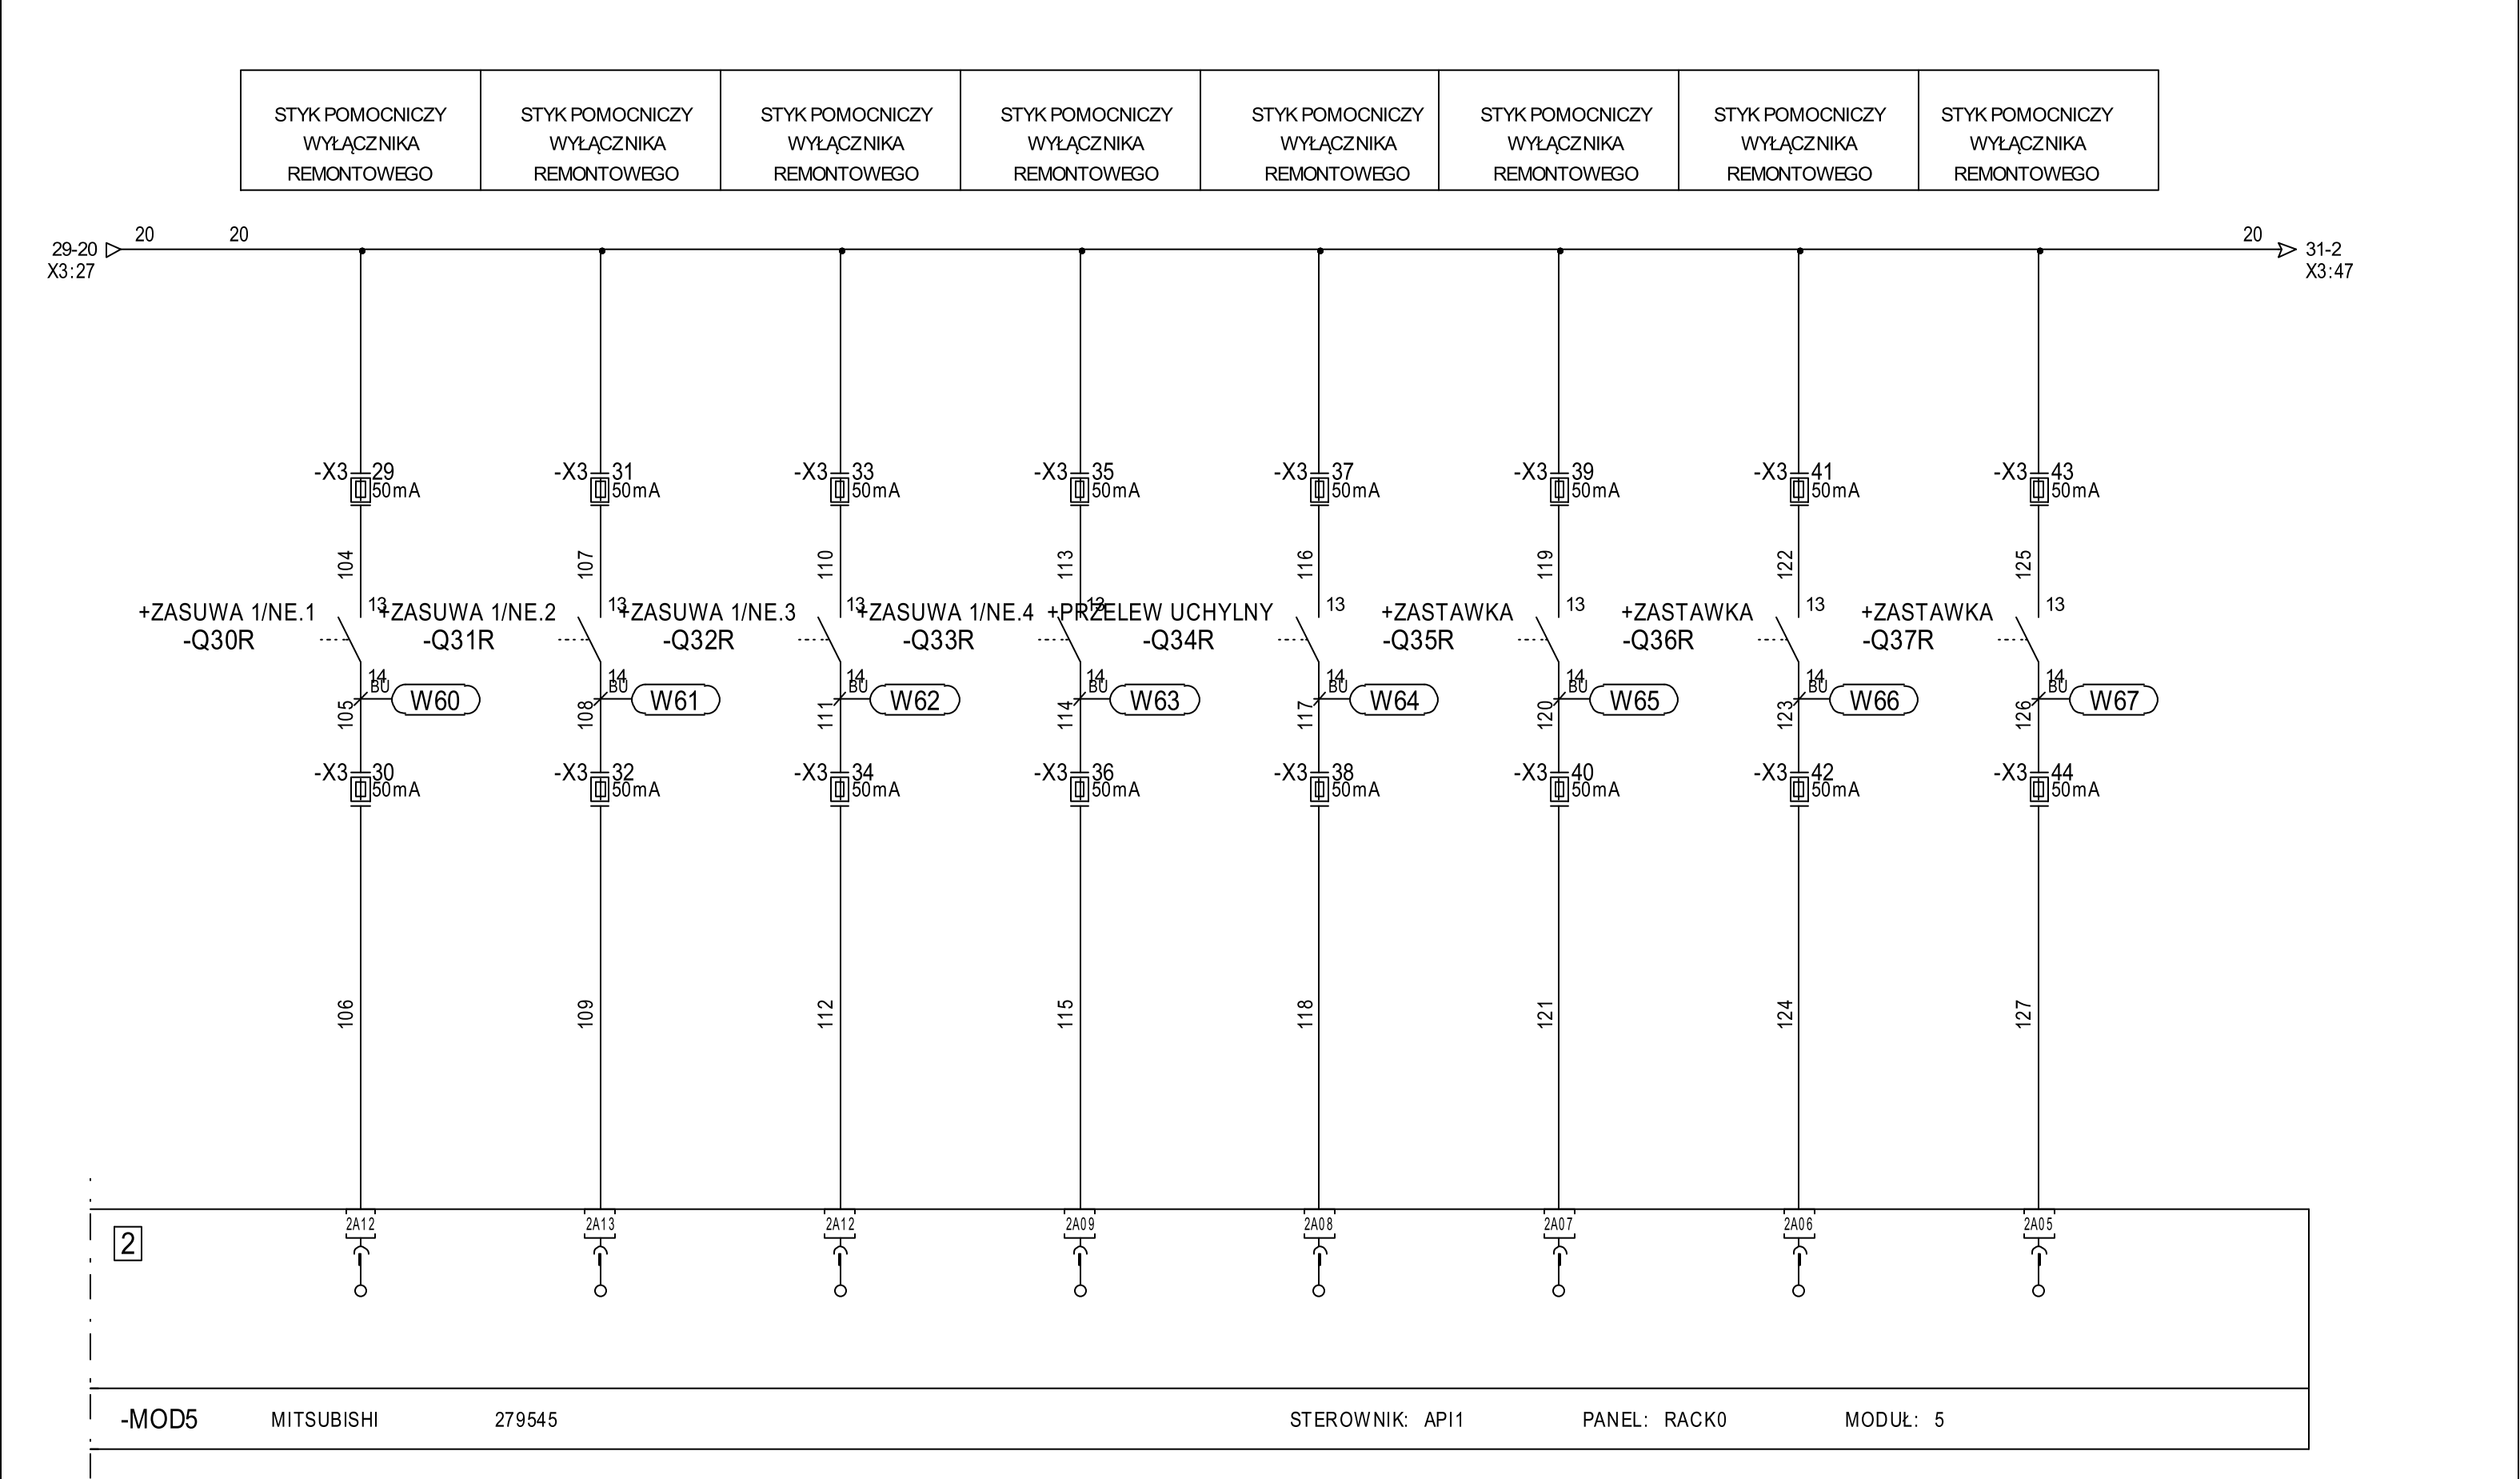 STYK POMOCZNICZY STYK POMOCNICZY STYK POMOCNICZY STYK POMOCNICZY STYK POMOCNICZY STYK POMOCNICZY STYK POMOCNICZY STYK POMOCNICZY
WYŁĄCZNIKA WYŁĄCZNIKA WYŁĄCZNIKA WYŁĄCZNIKA WYŁĄCZNIKA WYŁĄCZNIKA WYŁĄCZNIKA WYŁĄCZNIKA
REMONTOWEGO REMONTOWEGO REMONTOWEGO REMONTOWEGO REMONTOWEGO REMONTOWEGO REMONTOWEGO REMONTOWEGO
20 20 20
29-20 31-2
X3:27 X3:47
-X3 29 -X3 31 -X3 33 -X3 35 -X3 37 -X3 39 -X3 41 -X3 43
50mA 50mA 50mA 50mA 50mA 50mA 50mA 50mA
104 107 110 113 116 119 122 125
13 13 13 13 13 13 13 13
+ZASUWA 1/NE.1 +ZASUWA 1/NE.2 +ZASUWA 1/NE.3 +ZASUWA 1/NE.4 +PRZELEW UCHYLNY +ZASTAWKA +ZASTAWKA +ZASTAWKA
-Q30R -Q31R -Q32R -Q33R -Q34R -Q35R -Q36R -Q37R
14 14 14 14 14 14 14 14
BU BU BU BU BU BU BU BU
W60 W61 W62 W63 W64 W65 W66 W67
105 108 111 114 117 120 123 126
-X3 30 -X3 32 -X3 34 -X3 36 -X3 38 -X3 40 -X3 42 -X3 44
50mA 50mA 50mA 50mA 50mA 50mA 50mA 50mA
106 109 112 115 118 121 124 127
2A12 2A13 2A12 2A09 2A08 2A07 2A06 2A05
2
-MOD5 MITSUBISHI 279545 STEROWNIK: API1 PANEL: RACK0 MODUŁ: 5